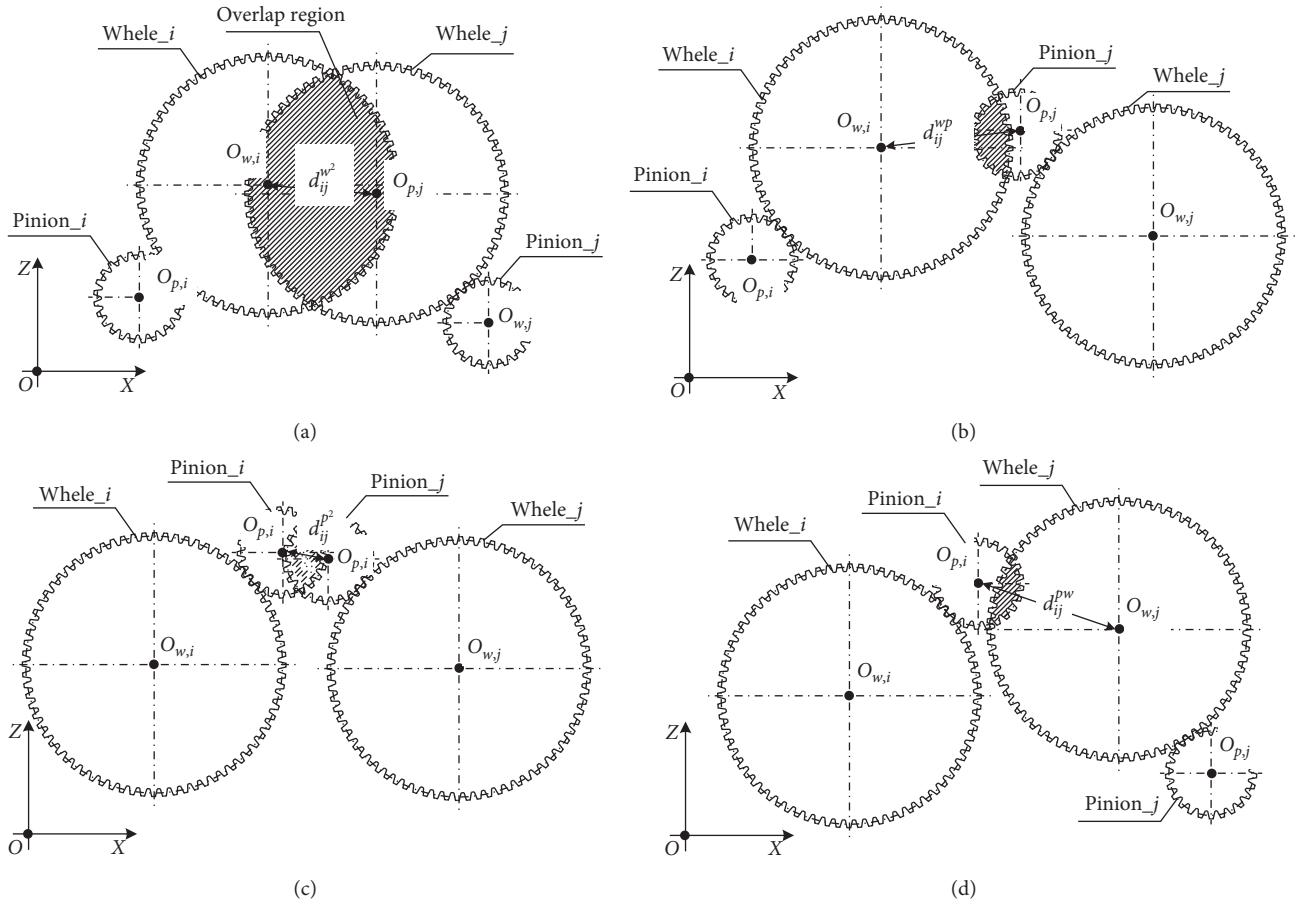 Overlap region
Whele_i
Whele_j
O_{w,i}
d_{ij}^{w^2}
O_{p,j}
Pinion_i
Pinion_j
Z
O_{p,i}
O_{w,j}
O
X
(a)
Whele_i
Pinion_j
Whele_j
O_{w,i}
d_{ij}^{wp}
O_{p,j}
Pinion_i
O_{w,j}
Z
O_{p,i}
O
X
(b)
Pinion_i
Whele_i
Pinion_j
Whele_j
O_{p,i}
d_{ij}^{p^2}
O_{p,i}
O_{w,i}
O_{w,j}
Z
O
X
(c)
Whele_j
Pinion_i
Whele_i
O_{p,i}
d_{ij}^{pw}
O_{w,j}
O_{w,i}
Z
O_{p,j}
Pinion_j
O
X
(d)